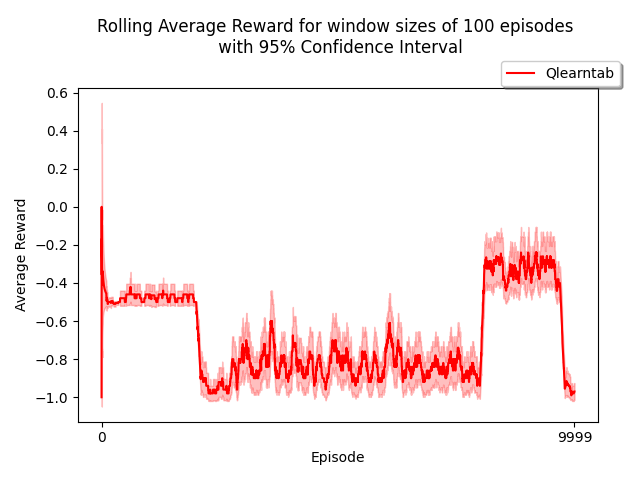 Rolling Average Reward for window sizes of 100 episodes
with 95% Confidence Interval
Qlearntab
0.6
0.4
0.2
0.0
−0.2
−0.4
−0.6
−0.8
−1.0
Average Reward
0
9999
Episode